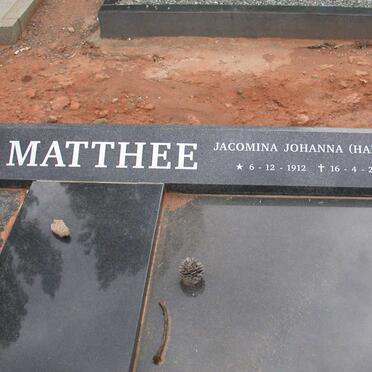 MATTHEE
JACOMINA JOHANNA (HA
★ 6 - 12 - 1912 ✝ 16 - 4 - 2